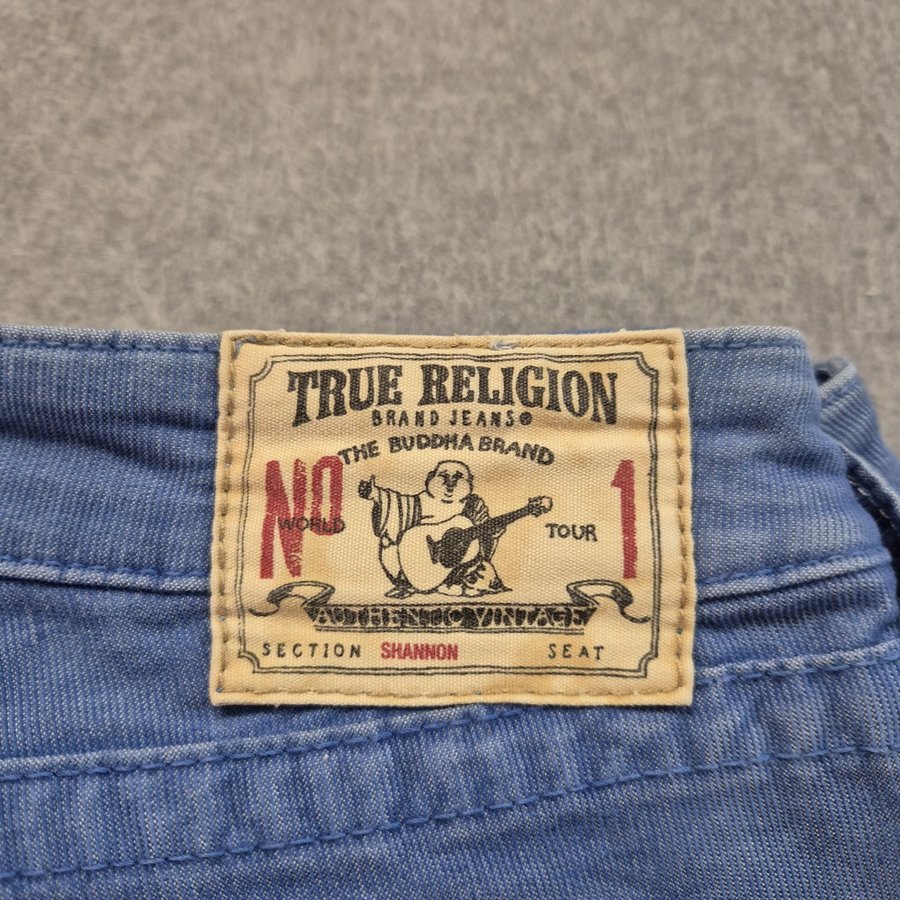 TRUE RELIGION
BRAND JEANS®
THE BUDDHA BRAND
No 1
WORLD TOUR
AUTHENTIC VINTAGE
SECTION SHANNON SEAT